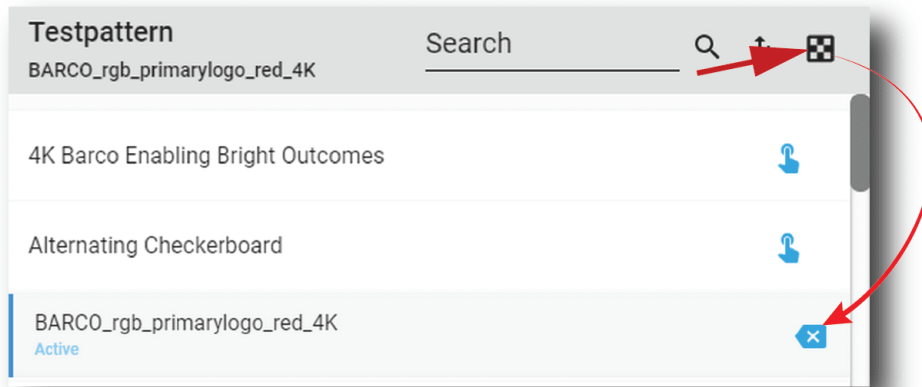 Testpattern
Search
BARCO_rgb_primarylogo_red_4K
4K Barco Enabling Bright Outcomes
Alternating Checkerboard
BARCO_rgb_primarylogo_red_4K
Active